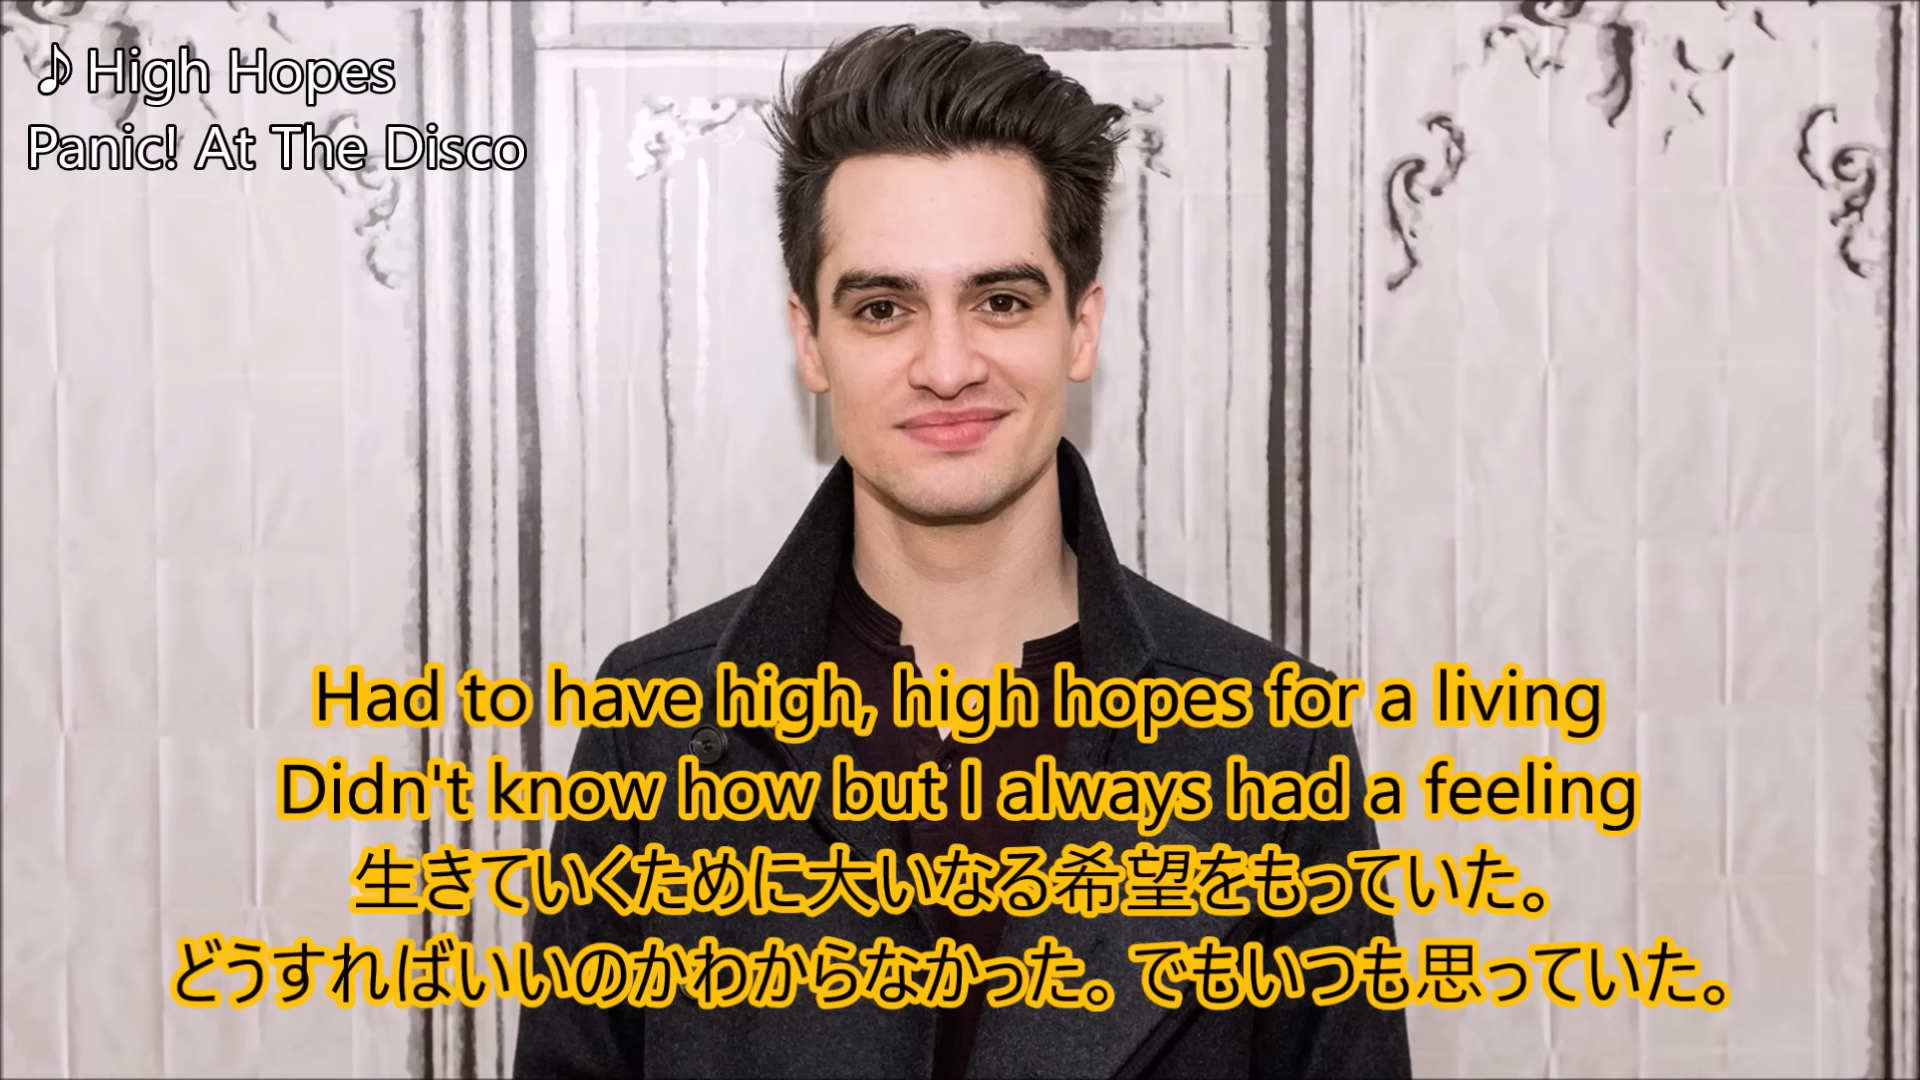 ♪High Hopes
Panic! At The Disco
Had to have high, high hopes for a living
Didn't know how but I always had a feeling
生きていくために大いなる希望をもっていた。
どうすればいいのかわからなかった。でもいつも思っていた。